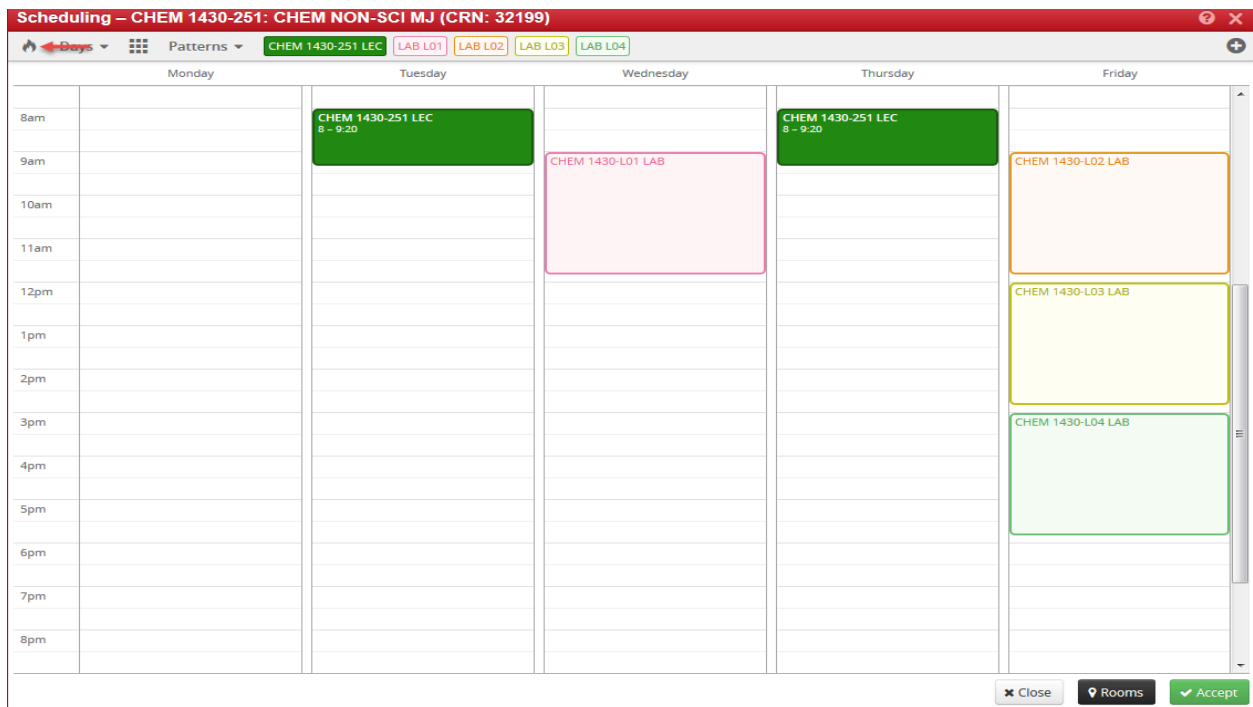 Scheduling – CHEM 1430-251: CHEM NON-SCI MJ (CRN: 32199)
Days Patterns CHEM 1430-251 LEC LAB L01 LAB L02 LAB L03 LAB L04
Monday Tuesday Wednesday Thursday Friday
8am
CHEM 1430-251 LEC
8 – 9:20
CHEM 1430-251 LEC
8 – 9:20
9am
CHEM 1430-L01 LAB
CHEM 1430-L02 LAB
10am
11am
12pm
CHEM 1430-L03 LAB
1pm
2pm
3pm
CHEM 1430-L04 LAB
4pm
5pm
6pm
7pm
8pm
Close Rooms Accept